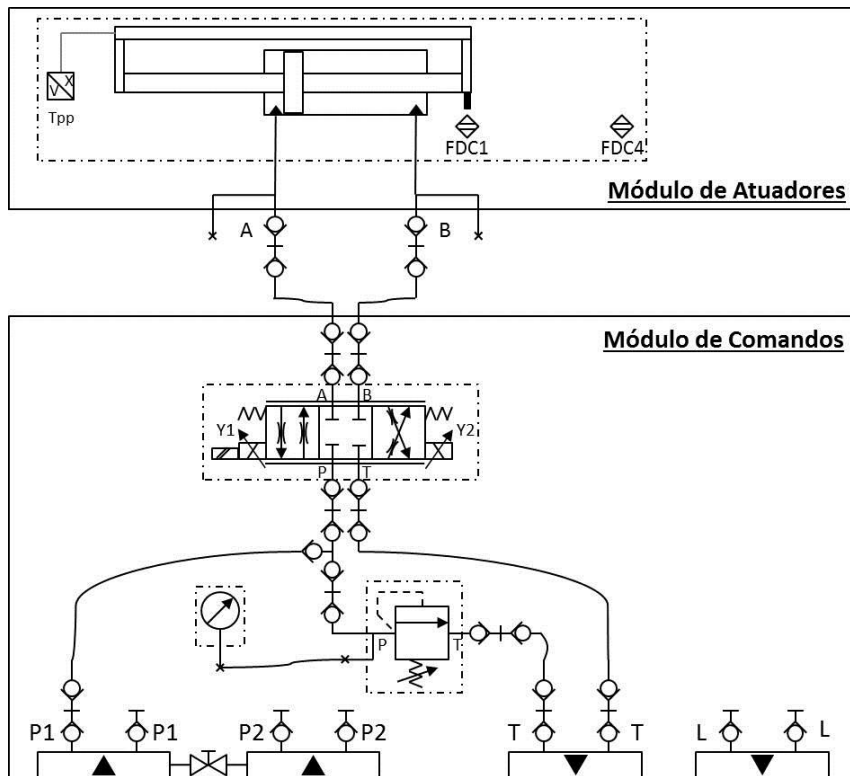 V X
Tpp
FDC1 FDC4
Módulo de Atuadores
A B
Módulo de Comandos
A B
Y1 Y2
P T
P T
P1 P1 P2 P2 T T L L